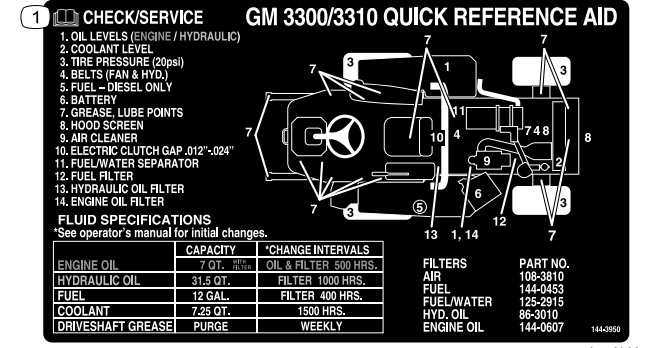 1
CHECK/SERVICE
GM 3300/3310 QUICK REFERENCE AID
1. OIL LEVELS (ENGINE / HYDRAULIC)
2. COOLANT LEVEL
3. TIRE PRESSURE (20psi)
4. BELTS (FAN & HYD.)
5. FUEL – DIESEL ONLY
6. BATTERY
7. GREASE, LUBE POINTS
8. HOOD SCREEN
9. AIR CLEANER
10. ELECTRIC CLUTCH GAP .012"-.024"
11. FUEL/WATER SEPARATOR
12. FUEL FILTER
13. HYDRAULIC OIL FILTER
14. ENGINE OIL FILTER
7 7
3 1 3
7
11
7 10 4 7 4 8 8
9 2
6
7 3 5 3
13 1, 14 12 7
FLUID SPECIFICATIONS
*See operator's manual for initial changes.
CAPACITY *CHANGE INTERVALS
ENGINE OIL 7 QT. WITH FILTER OIL & FILTER 500 HRS.
HYDRAULIC OIL 31.5 QT. FILTER 1000 HRS.
FUEL 12 GAL. FILTER 400 HRS.
COOLANT 7.25 QT. 1500 HRS.
DRIVESHAFT GREASE PURGE WEEKLY
FILTERS PART NO.
AIR 108-3810
FUEL 144-0453
FUEL/WATER 125-2915
HYD. OIL 86-3010
ENGINE OIL 144-0607
144-3950